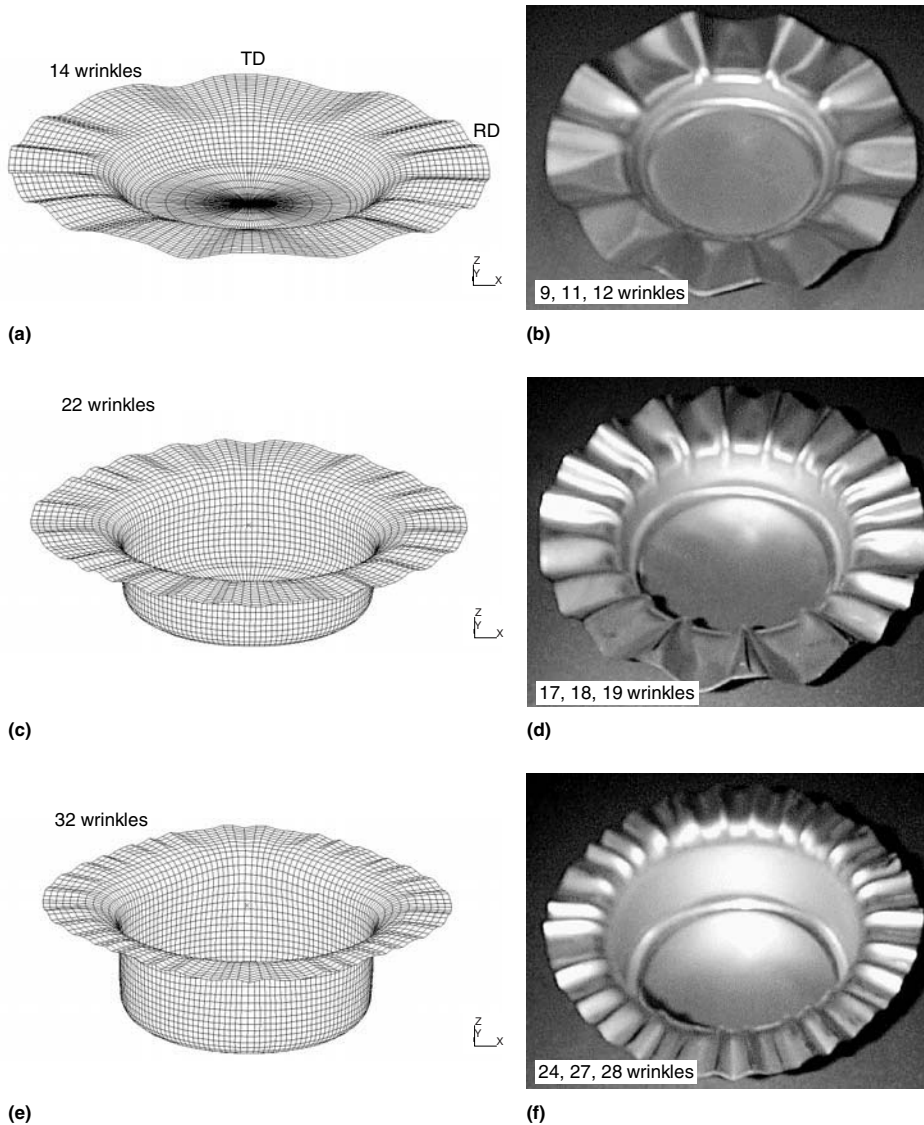 14 wrinkles
TD
RD
Z
Y
X
(a)
9, 11, 12 wrinkles
(b)
22 wrinkles
Z
Y
X
(c)
17, 18, 19 wrinkles
(d)
32 wrinkles
Z
Y
X
(e)
24, 27, 28 wrinkles
(f)